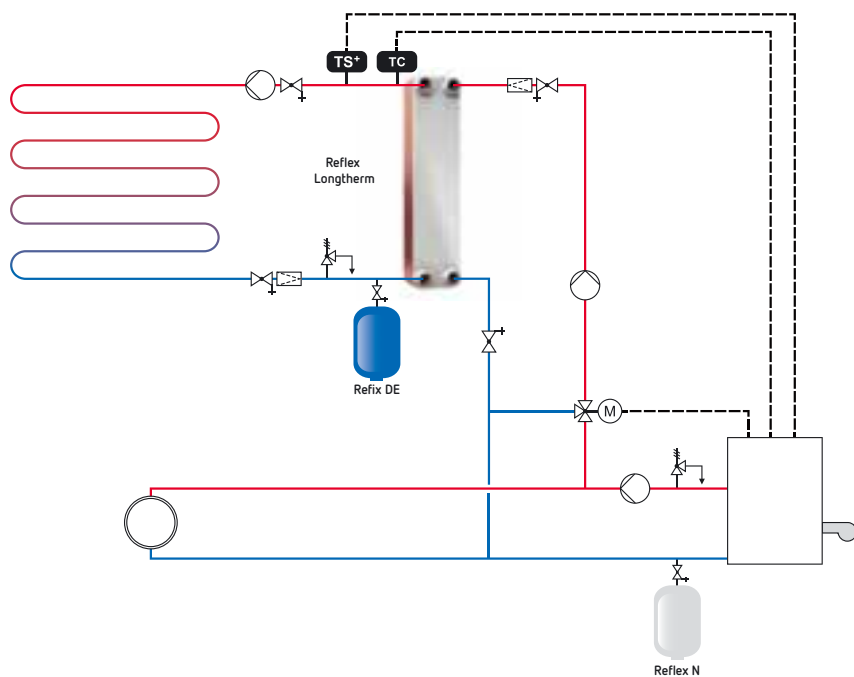 TS+
TC
Reflex
Longtherm
Refix DE
M
Reflex N